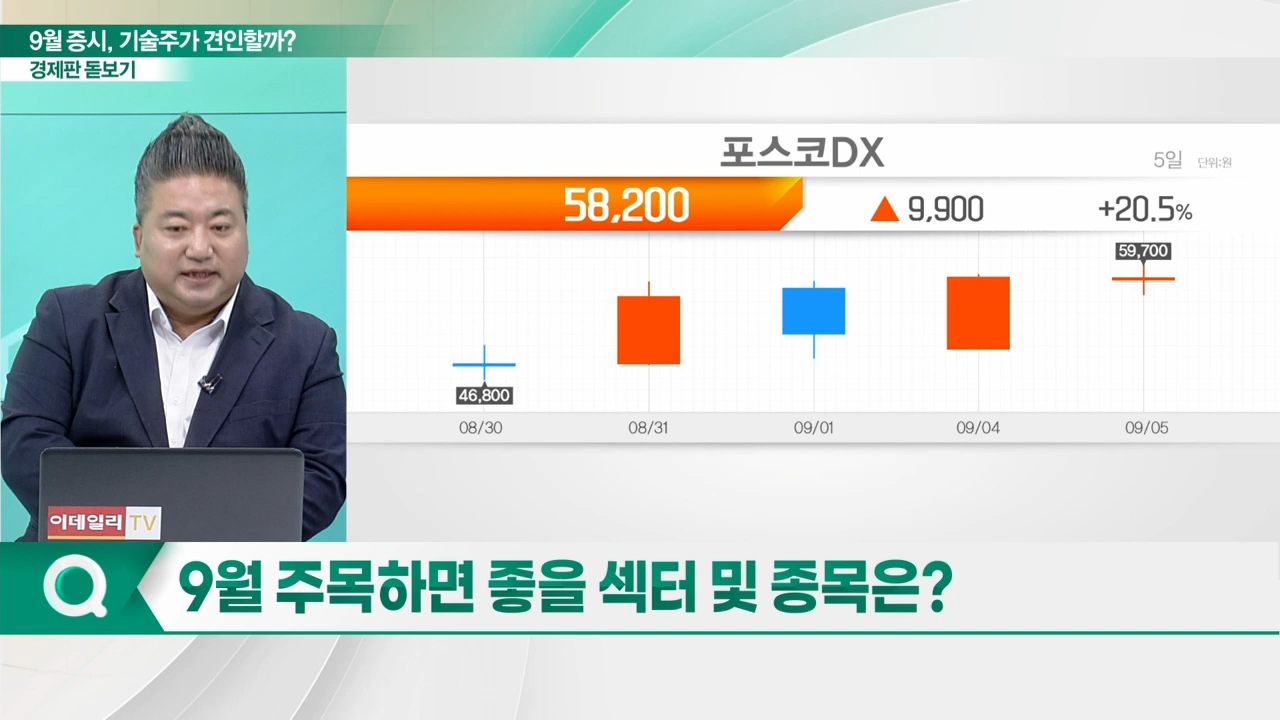 9월 증시, 기술주가 견인할까?
경제판 돋보기
포스코DX
5일 단위:원
58,200 ▲ 9,900 +20.5%
59,700
46,800
08/30 08/31 09/01 09/04 09/05
이데일리 TV
9월 주목하면 좋을 섹터 및 종목은?